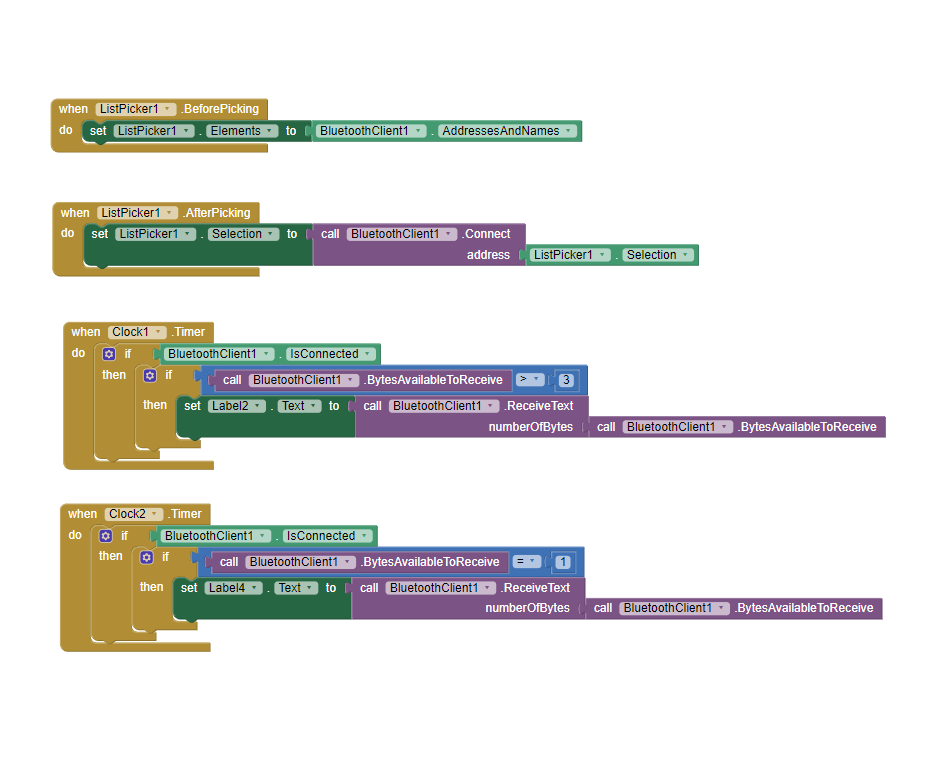 when ListPicker1 .BeforePicking
do set ListPicker1 . Elements to BluetoothClient1 . AddressesAndNames
when ListPicker1 .AfterPicking
do set ListPicker1 . Selection to call BluetoothClient1 .Connect
address ListPicker1 . Selection
when Clock1 .Timer
do if BluetoothClient1 . IsConnected
then if call BluetoothClient1 .BytesAvailableToReceive > 3
then set Label2 . Text to call BluetoothClient1 .ReceiveText
numberOfBytes call BluetoothClient1 .BytesAvailableToReceive
when Clock2 .Timer
do if BluetoothClient1 . IsConnected
then if call BluetoothClient1 .BytesAvailableToReceive = 1
then set Label4 . Text to call BluetoothClient1 .ReceiveText
numberOfBytes call BluetoothClient1 .BytesAvailableToReceive